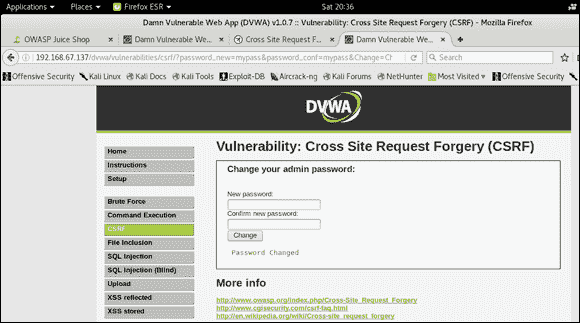 Applications ▾ Places ▾ Firefox ESR ▾ Sat 20:36
Damn Vulnerable Web App (DVWA) v1.0.7 :: Vulnerability: Cross Site Request Forgery (CSRF) - Mozilla Firefox
OWASP Juice Shop × Damn Vulnerable We... × Cross Site Request F... × Damn Vulnerable We... ×
192.168.67.137/dvwa/vulnerabilities/csrf/?password_new=mypass&password_conf=mypass&Change=Ch Search
Offensive Security Kali Linux Kali Docs Kali Tools Exploit-DB Aircrack-ng Kali Forums NetHunter Most Visited ▾ Offensive Security
DVWA
Home
Instructions
Setup
Brute Force
Command Execution
CSRF
File Inclusion
SQL Injection
SQL Injection (Blind)
Upload
XSS reflected
XSS stored
Vulnerability: Cross Site Request Forgery (CSRF)
Change your admin password:
New password:
Confirm new password:
Change
Password Changed
More info
http://www.owasp.org/index.php/Cross-Site_Request_Forgery
http://www.cgisecurity.com/csrf-faq.html
http://en.wikipedia.org/wiki/Cross-site_request_forgery